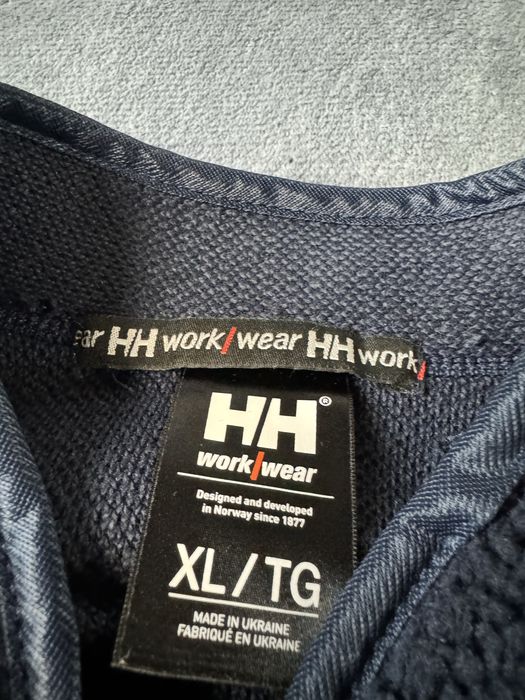 ear HH work/wear HH work/
HH®
work/wear
Designed and developed
in Norway since 1877
XL/TG
MADE IN UKRAINE
FABRIQUÉ EN UKRAINE